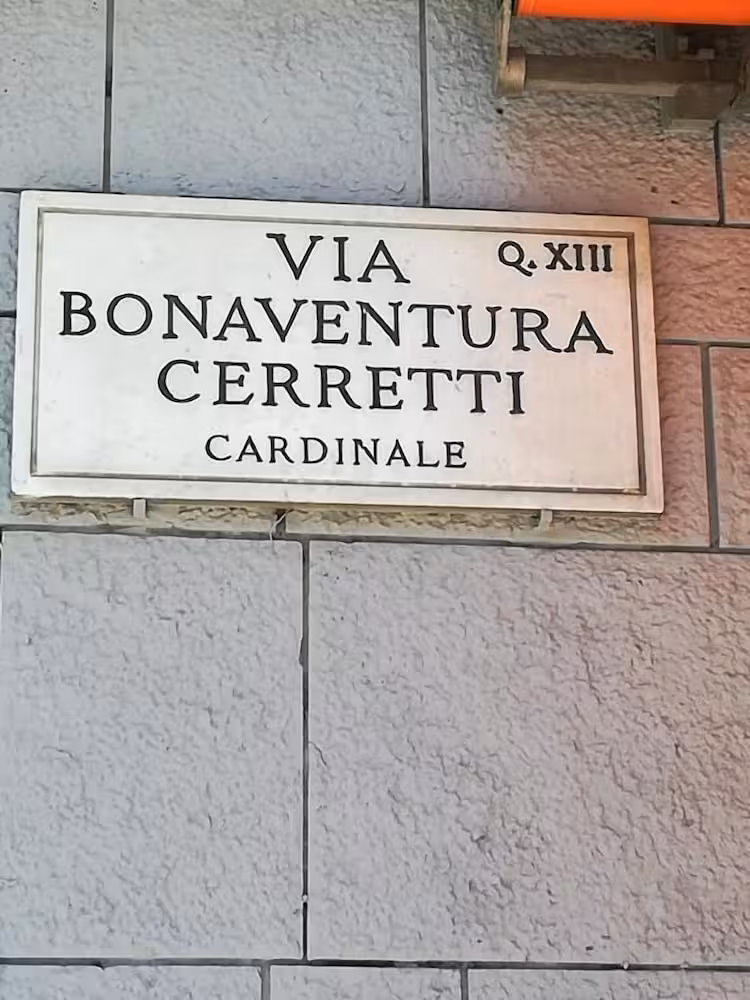 VIA Q. XIII
BONAVENTURA
CERRETTI
CARDINALE